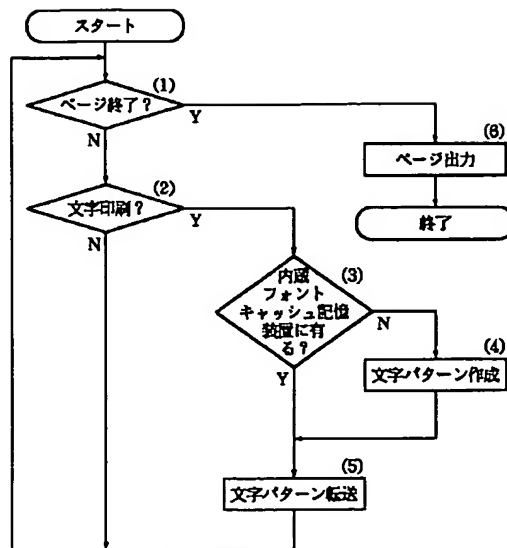 スタート
(1)
ページ終了?
Y
N
(6)
ページ出力
終了
(2)
文字印刷?
Y
N
(3)
内蔵
フォント
キャッシュ記憶
装置に有
る?
N
Y
(4)
文字パターン作成
(5)
文字パターン転送